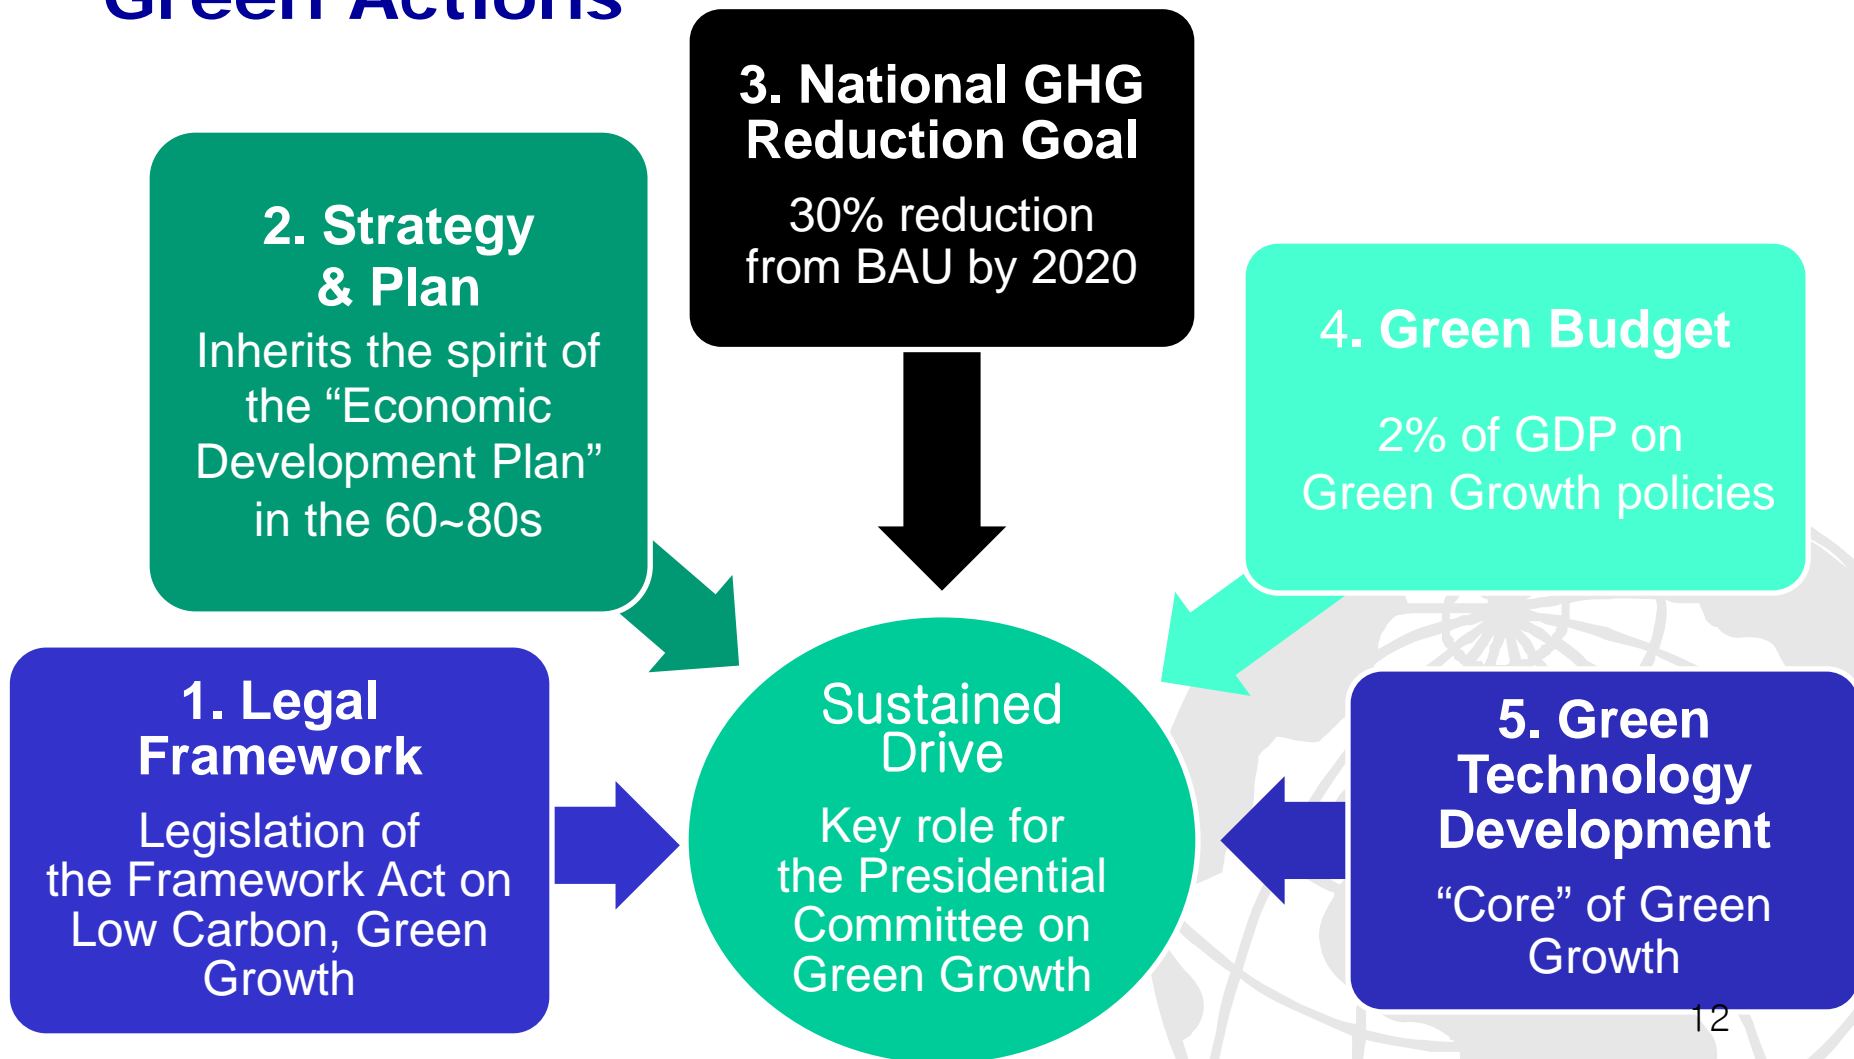 Green Actions
3. National GHG
Reduction Goal
30% reduction
from BAU by 2020
2. Strategy
& Plan
Inherits the spirit of
the “Economic
Development Plan”
in the 60~80s
4. Green Budget
2% of GDP on
Green Growth policies
1. Legal
Framework
Legislation of
the Framework Act on
Low Carbon, Green
Growth
Sustained
Drive
Key role for
the Presidential
Committee on
Green Growth
5. Green
Technology
Development
“Core” of Green
Growth
12